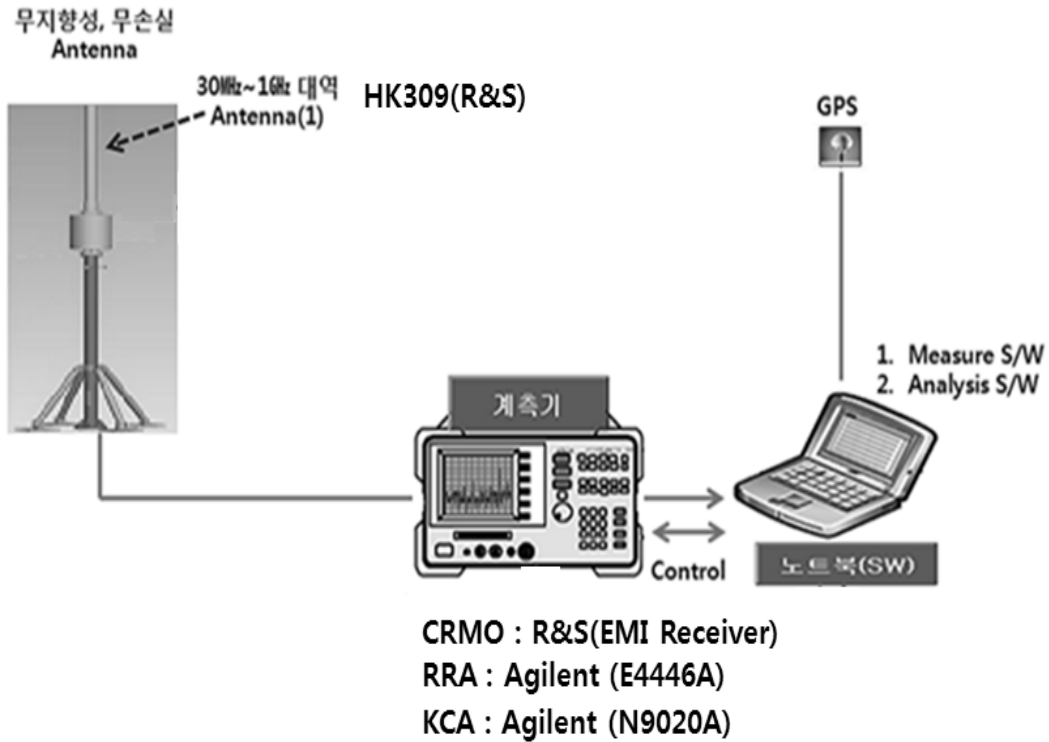 무지향성, 무손실
Antenna
30㎒~1㎓ 대역
Antenna(1)
HK309(R&S)
GPS
1. Measure S/W
2. Analysis S/W
계측기
Control
노트북(SW)
CRMO : R&S(EMI Receiver)
RRA : Agilent (E4446A)
KCA : Agilent (N9020A)